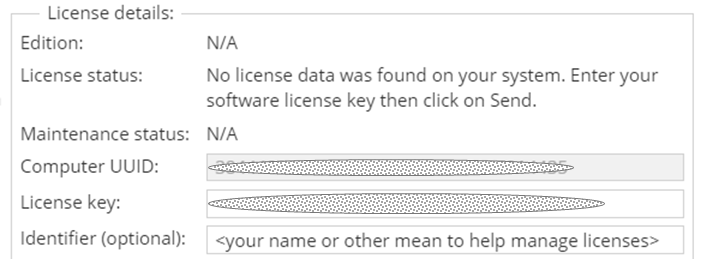 License details:
Edition: N/A
License status: No license data was found on your system. Enter your
software license key then click on Send.
Maintenance status: N/A
Computer UUID:
License key:
Identifier (optional): <your name or other mean to help manage licenses>